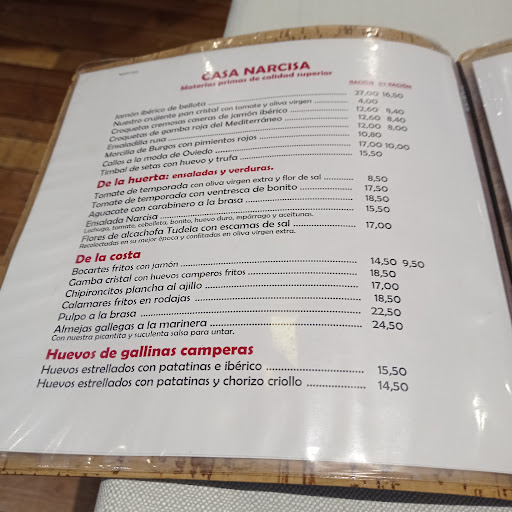 CASA NARCISA
Materias primas de calidad superior
RACIÓN 1/2 RACIÓN
Jamón ibérico de bellota 27,00 16,50
Nuestro crujiente pan cristal con tomate y oliva virgen 4,00
Croquetas cremosas caseras de jamón ibérico 12,60 8,40
Croquetas de gamba roja del Mediterráneo 12,60 8,40
Ensaladilla rusa 12,00 8,00
Morcilla de Burgos con pimientos rojos 10,80
Callos a la moda de Oviedo 17,00 10,00
Timbal de setas con huevo y trufa 15,50
De la huerta: ensaladas y verduras.
Tomate de temporada con oliva virgen extra y flor de sal 8,50
Tomate de temporada con ventresca de bonito 17,50
Aguacate con carabinero a la brasa 18,50
Ensalada Narcisa 15,50
Lechuga, tomate, cebolleta, bonito, huevo duro, espárrago y aceitunas.
Flores de alcachofa Tudela con escamas de sal 17,00
Recolectadas en su mejor época y confitadas en oliva virgen extra.
De la costa
Bocartes fritos con jamón 14,50 9,50
Gamba cristal con huevos camperos fritos 18,50
Chipironcitos plancha al ajillo 17,00
Calamares fritos en rodajas 18,50
Pulpo a la brasa 22,50
Almejas gallegas a la marinera 24,50
Con nuestra picantita y suculenta salsa para untar.
Huevos de gallinas camperas
Huevos estrellados con patatinas e ibérico 15,50
Huevos estrellados con patatinas y chorizo criollo 14,50